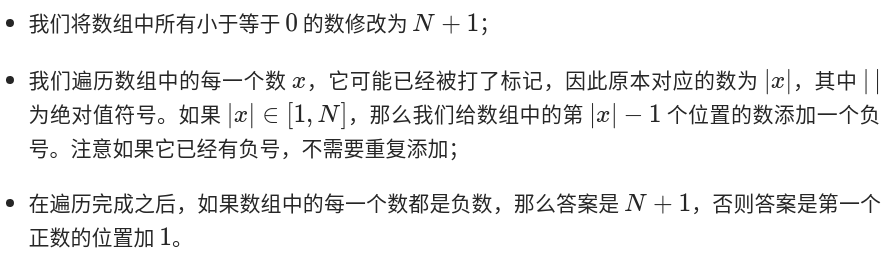 • 我们将数组中所有小于等于 0 的数修改为 N + 1；
• 我们遍历数组中的每一个数 x，它可能已经被打了标记，因此原本对应的数为 |x|，其中 | |
为绝对值符号。如果 |x| ∈ [1, N]，那么我们给数组中的第 |x| − 1 个位置的数添加一个负
号。注意如果它已经有负号，不需要重复添加；
• 在遍历完成之后，如果数组中的每一个数都是负数，那么答案是 N + 1，否则答案是第一个
正数的位置加 1。